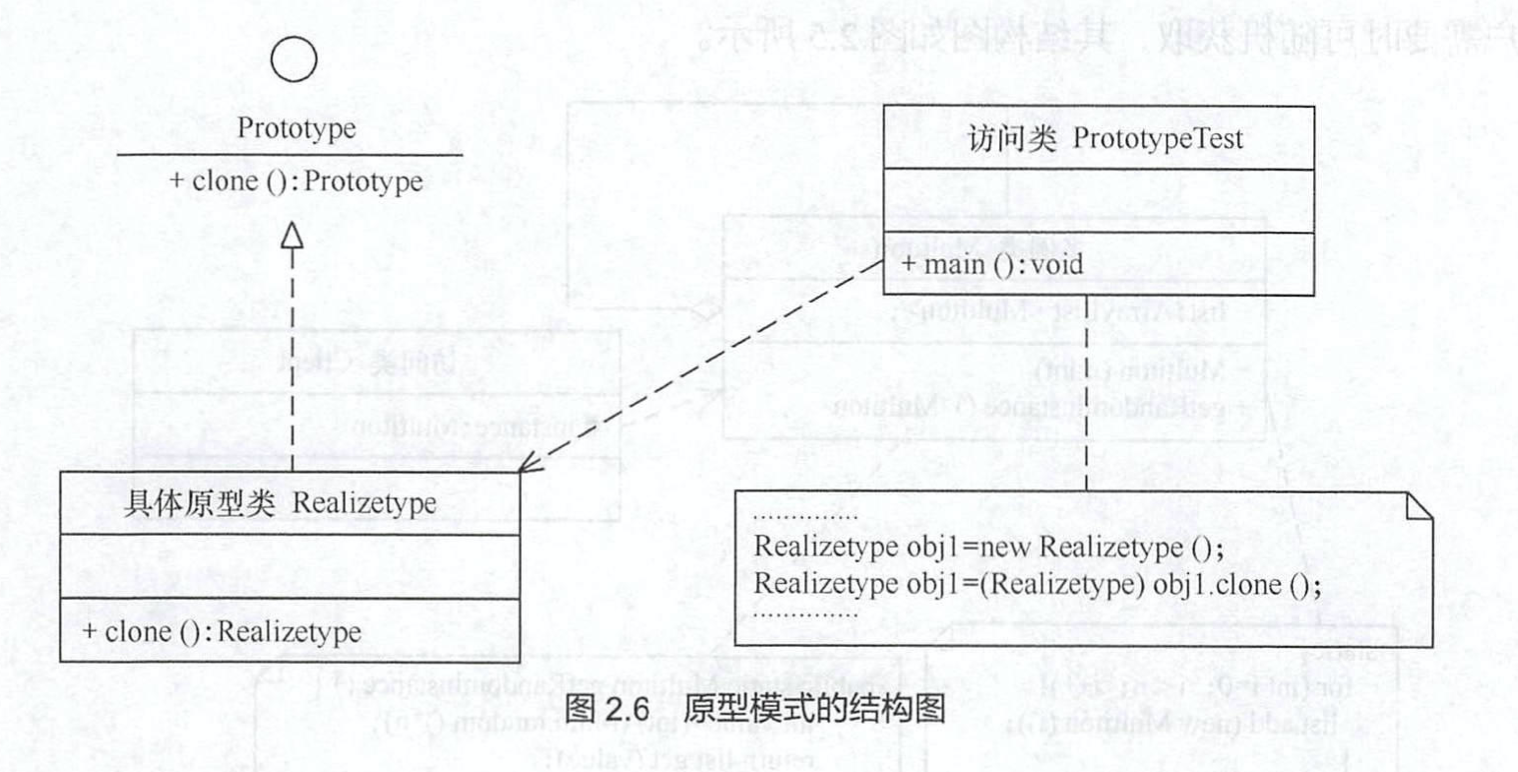 Prototype
+ clone ():Prototype
访问类 PrototypeTest
+ main ():void
具体原型类 Realizetype
+ clone ():Realizetype
..............
Realizetype obj1=new Realizetype ();
Realizetype obj1=(Realizetype) obj1.clone ();
..............
图 2.6 原型模式的结构图